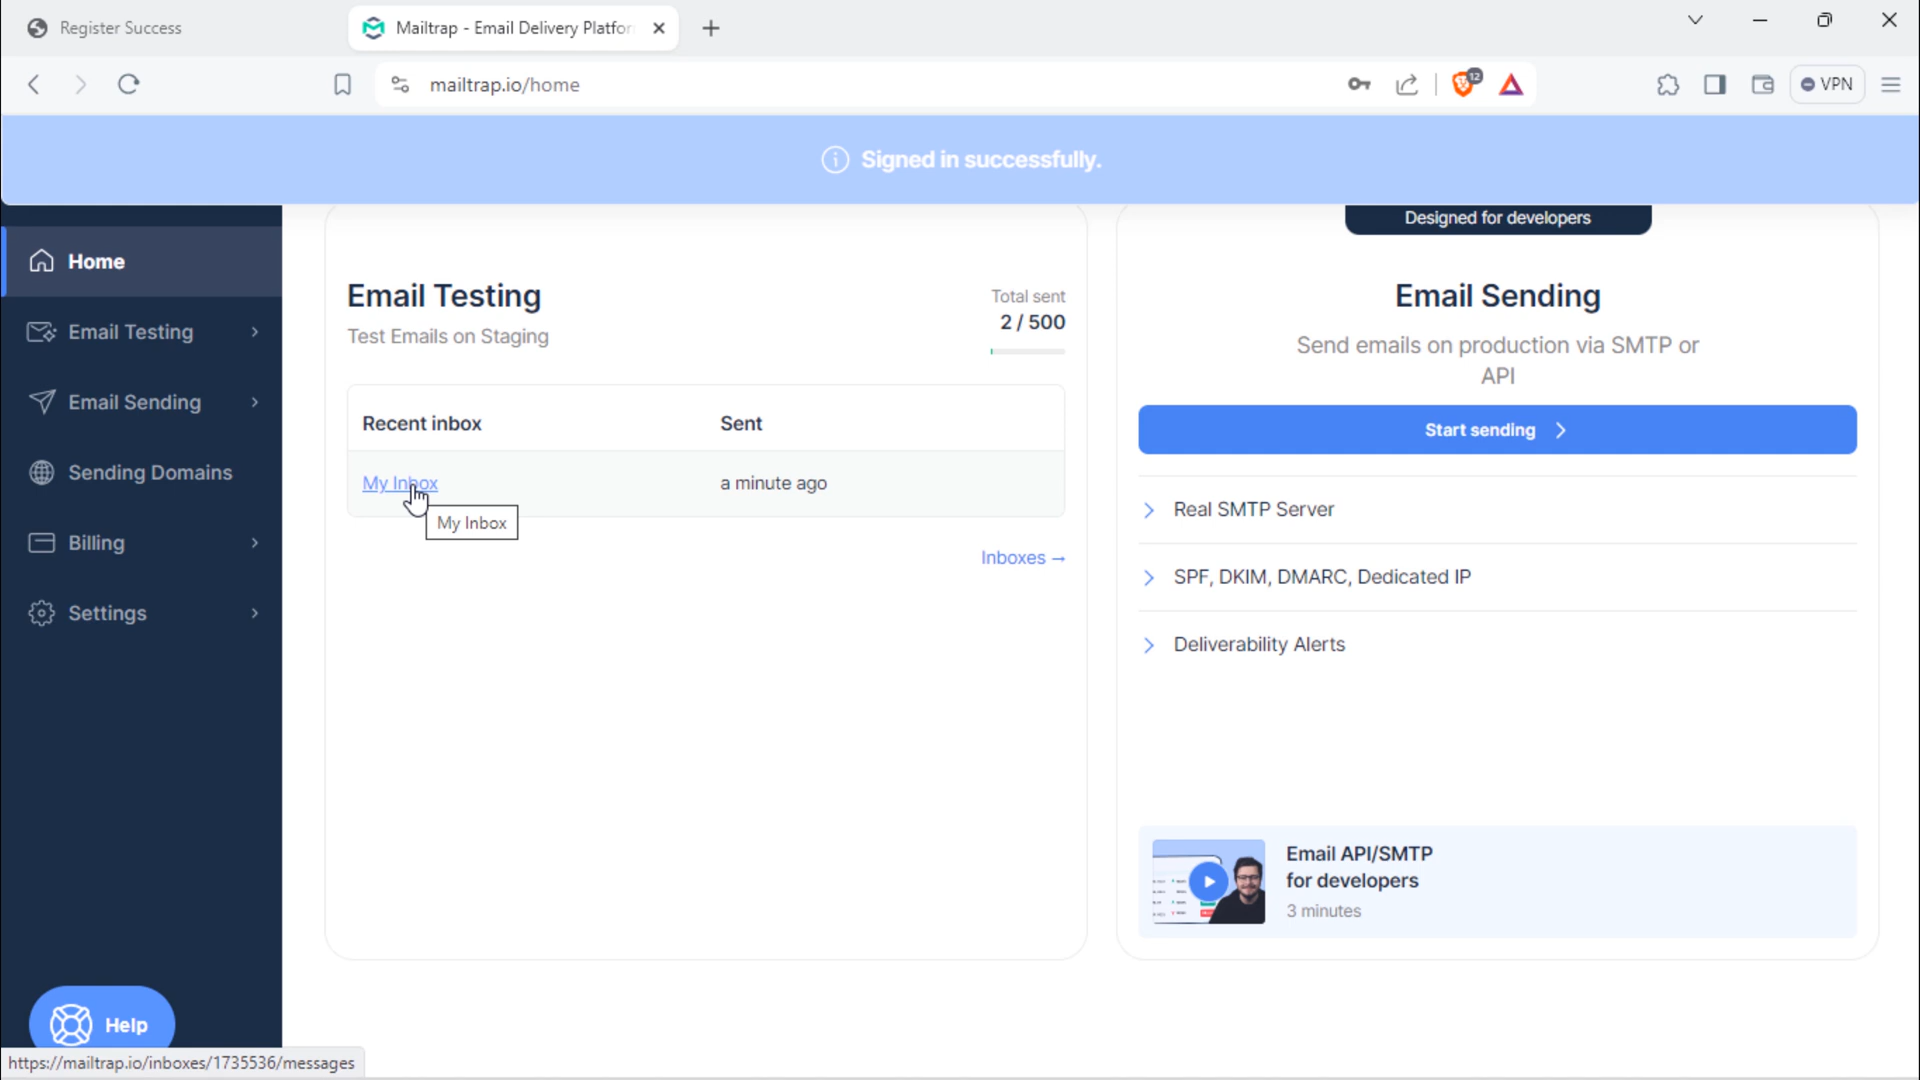 Register Success
Mailtrap - Email Delivery Platfor
mailtrap.io/home
12
VPN
Signed in successfully.
Home
Email Testing
Email Sending
Sending Domains
Billing
Settings
Help
Email Testing
Test Emails on Staging
Total sent
2 / 500
Recent inbox
Sent
My Inbox
a minute ago
My Inbox
Inboxes →
Designed for developers
Email Sending
Send emails on production via SMTP or
API
Start sending
Real SMTP Server
SPF, DKIM, DMARC, Dedicated IP
Deliverability Alerts
Email API/SMTP
for developers
3 minutes
https://mailtrap.io/inboxes/1735536/messages